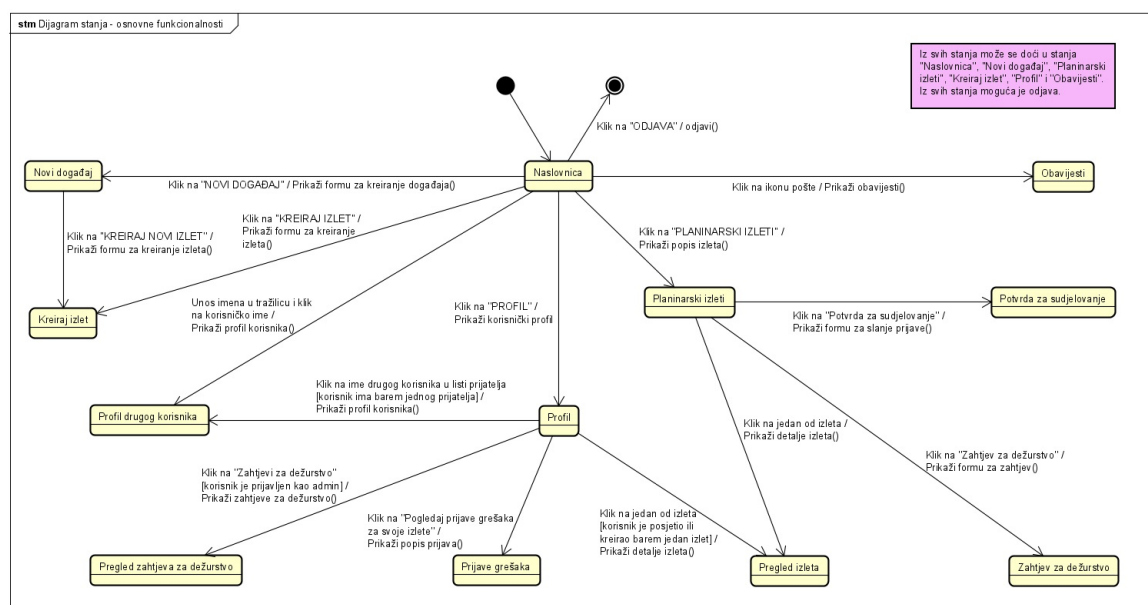 stm Dijagram stanja - osnovne funkcionalnosti
Iz svih stanja može se doći u stanja
"Naslovnica", "Novi događaj", "Planinarski
izleti", "Kreiraj izlet", "Profil" i "Obavijesti".
Iz svih stanja moguća je odjava.
Klik na "ODJAVA" / odjavi()
Novi događaj
Naslovnica
Obavijesti
Klik na "NOVI DOGAĐAJ" / Prikaži formu za kreiranje događaja()
Klik na ikonu pošte / Prikaži obavijesti()
Klik na "KREIRAJ NOVI IZLET" /
Prikaži formu za kreiranje izleta()
Klik na "KREIRAJ IZLET" /
Prikaži formu za kreiranje
izleta()
Klik na "PLANINARSKI IZLETI" /
Prikaži popis izleta()
Unos imena u tražilicu i klik
na korisničko ime /
Prikaži profil korisnika()
Klik na "PROFIL" /
Prikaži korisnički profil
Kreiraj izlet
Planinarski izleti
Potvrda za sudjelovanje
Klik na "Potvrda za sudjelovanje" /
Prikaži formu za slanje prijave()
Klik na ime drugog korisnika u listi prijatelja
[korisnik ima barem jednog prijatelja] /
Prikaži profil korisnika()
Profil drugog korisnika
Profil
Klik na jedan od izleta /
Prikaži detalje izleta()
Klik na "Zahtjev za dežurstvo" /
Prikaži formu za zahtjev()
Klik na "Zahtjevi za dežurstvo"
[korisnik je prijavljen kao admin] /
Prikaži zahtjeve za dežurstvo()
Klik na "Pogledaj prijave grešaka
za svoje izlete" /
Prikaži popis prijava()
Klik na jedan od izleta
[korisnik je posjetio ili
kreirao barem jedan izlet] /
Prikaži detalje izleta()
Pregled zahtjeva za dežurstvo
Prijave grešaka
Pregled izleta
Zahtjev za dežurstvo